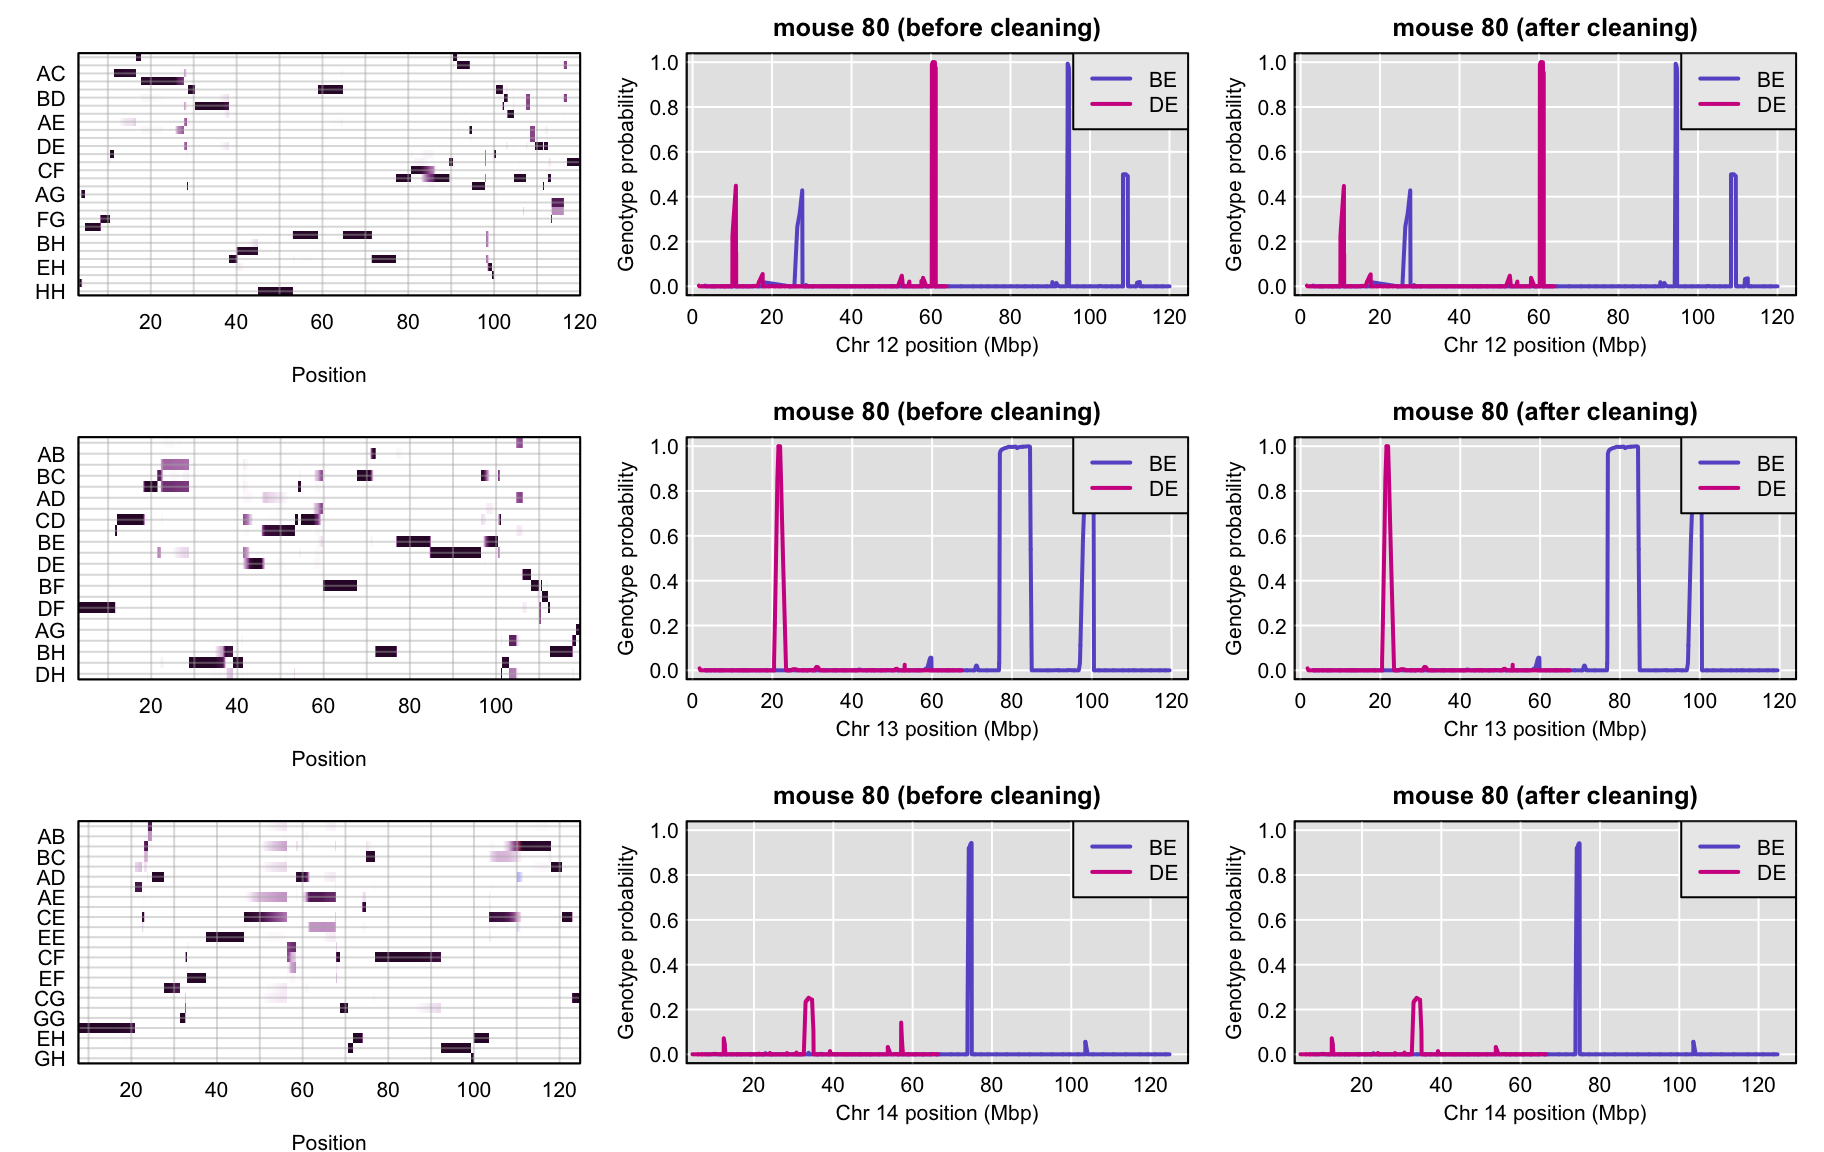 mouse 80 (before cleaning)
mouse 80 (after cleaning)
AC
BD
AE
DE
CF
AG
FG
BH
EH
HH
20 40 60 80 100 120
Position
Genotype probability
1.0
0.8
0.6
0.4
0.2
0.0
BE
DE
0 20 40 60 80 100 120
Chr 12 position (Mbp)
Genotype probability
1.0
0.8
0.6
0.4
0.2
0.0
BE
DE
0 20 40 60 80 100 120
Chr 12 position (Mbp)
mouse 80 (before cleaning)
mouse 80 (after cleaning)
AB
BC
AD
CD
BE
DE
BF
DF
AG
BH
DH
20 40 60 80 100
Position
Genotype probability
1.0
0.8
0.6
0.4
0.2
0.0
BE
DE
0 20 40 60 80 100 120
Chr 13 position (Mbp)
Genotype probability
1.0
0.8
0.6
0.4
0.2
0.0
BE
DE
0 20 40 60 80 100 120
Chr 13 position (Mbp)
mouse 80 (before cleaning)
mouse 80 (after cleaning)
AB
BC
AD
AE
CE
EE
CF
EF
CG
GG
EH
GH
20 40 60 80 100 120
Position
Genotype probability
1.0
0.8
0.6
0.4
0.2
0.0
BE
DE
20 40 60 80 100 120
Chr 14 position (Mbp)
Genotype probability
1.0
0.8
0.6
0.4
0.2
0.0
BE
DE
20 40 60 80 100 120
Chr 14 position (Mbp)